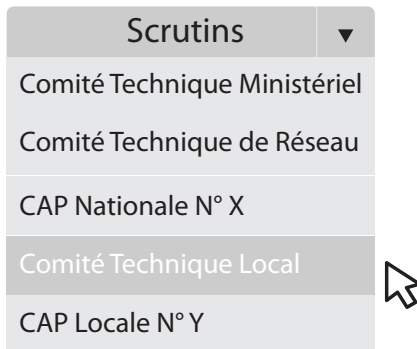 Scrutins ▼
Comité Technique Ministériel
Comité Technique de Réseau
CAP Nationale N° X
Comité Technique Local
CAP Locale N° Y